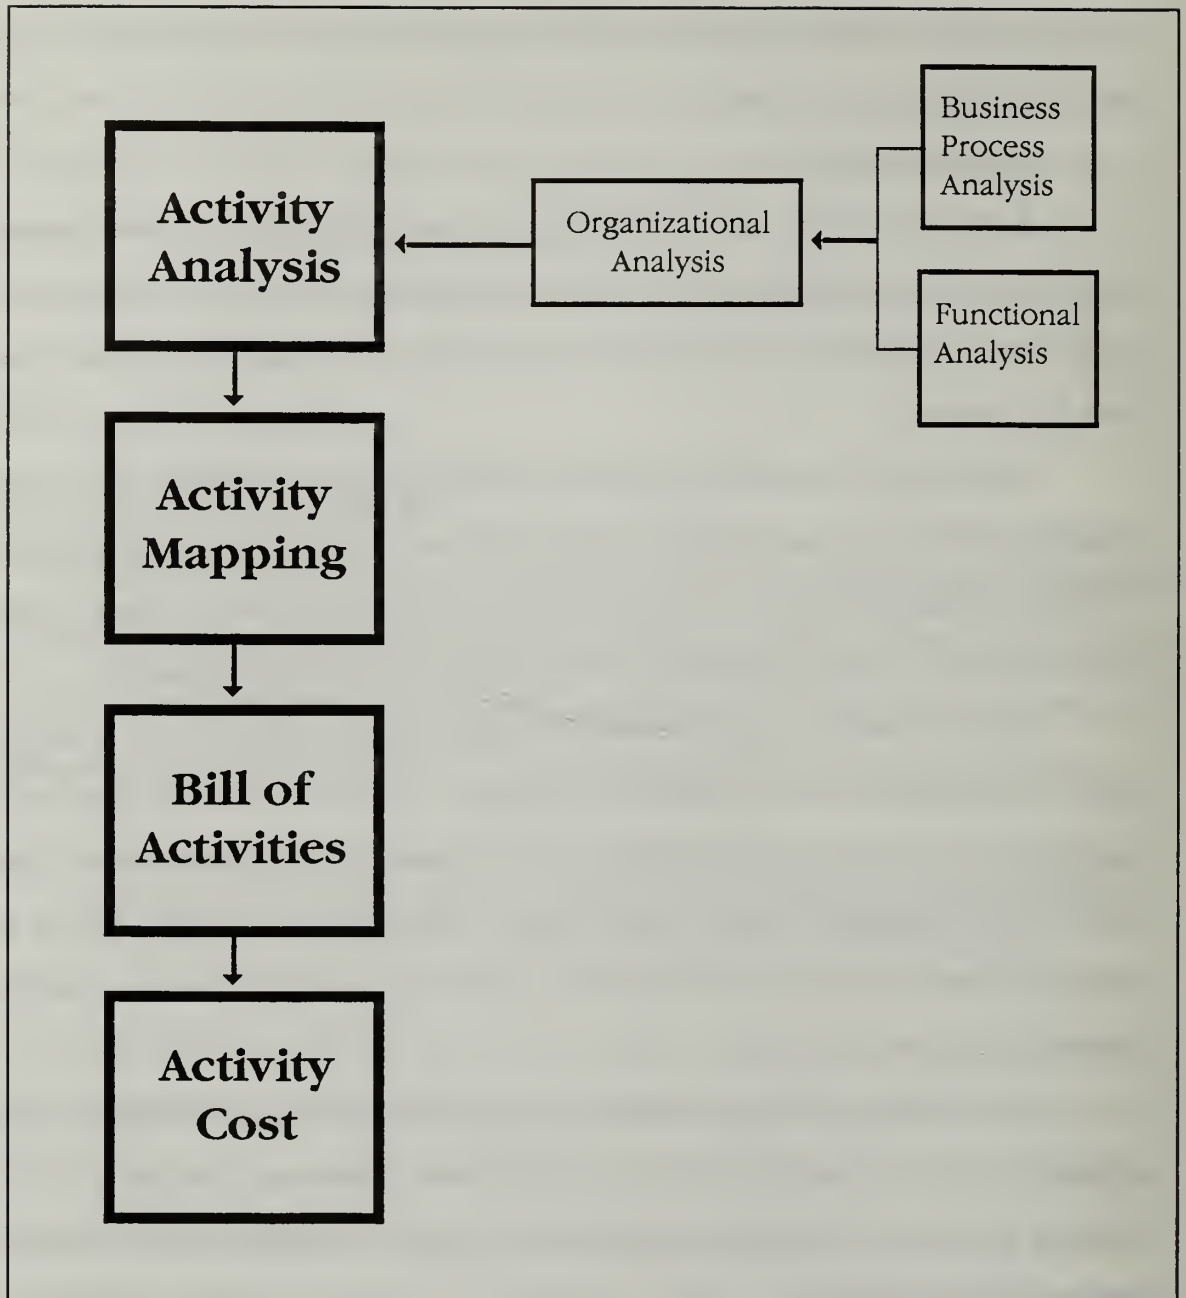 Activity
Analysis
Organizational
Analysis
Business
Process
Analysis
Functional
Analysis
Activity
Mapping
Bill of
Activities
Activity
Cost